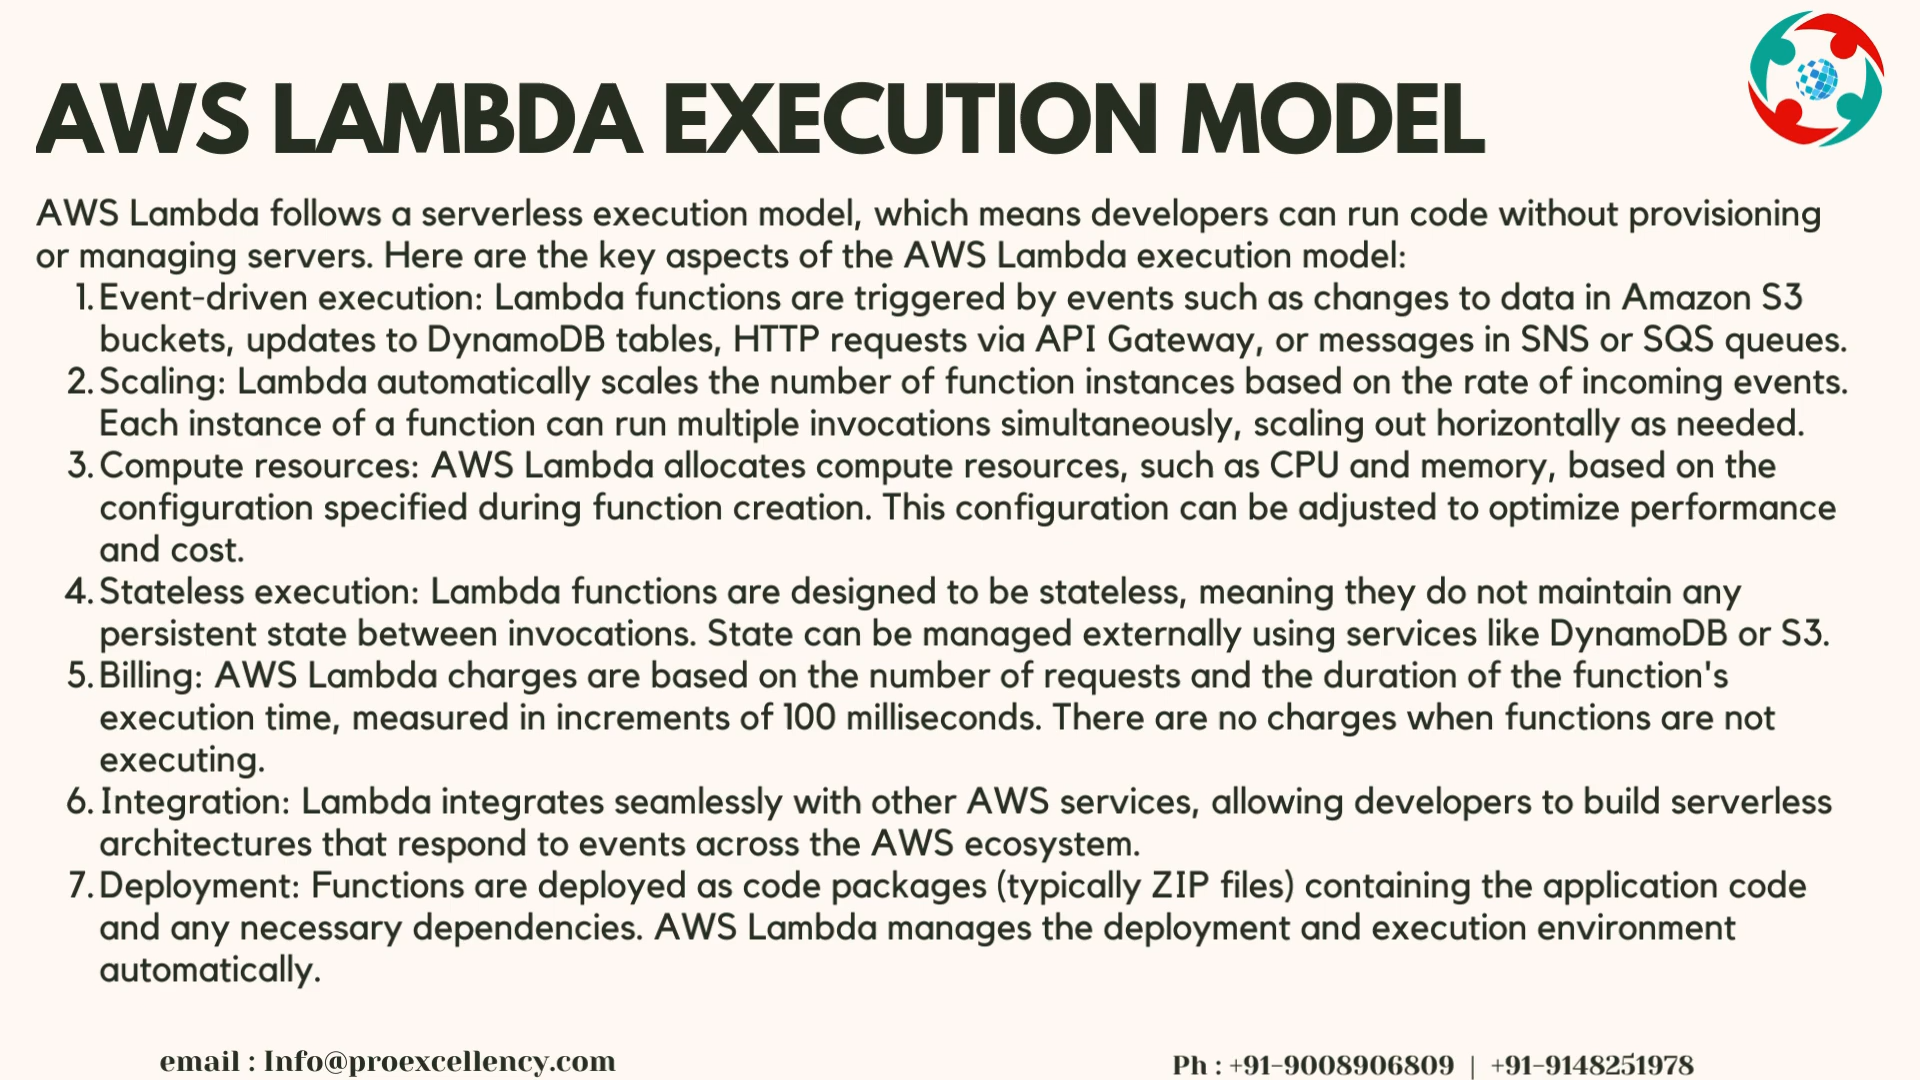 AWS LAMBDA EXECUTION MODEL
AWS Lambda follows a serverless execution model, which means developers can run code without provisioning
or managing servers. Here are the key aspects of the AWS Lambda execution model:
1. Event-driven execution: Lambda functions are triggered by events such as changes to data in Amazon S3
buckets, updates to DynamoDB tables, HTTP requests via API Gateway, or messages in SNS or SQS queues.
2. Scaling: Lambda automatically scales the number of function instances based on the rate of incoming events.
Each instance of a function can run multiple invocations simultaneously, scaling out horizontally as needed.
3. Compute resources: AWS Lambda allocates compute resources, such as CPU and memory, based on the
configuration specified during function creation. This configuration can be adjusted to optimize performance
and cost.
4. Stateless execution: Lambda functions are designed to be stateless, meaning they do not maintain any
persistent state between invocations. State can be managed externally using services like DynamoDB or S3.
5. Billing: AWS Lambda charges are based on the number of requests and the duration of the function's
execution time, measured in increments of 100 milliseconds. There are no charges when functions are not
executing.
6. Integration: Lambda integrates seamlessly with other AWS services, allowing developers to build serverless
architectures that respond to events across the AWS ecosystem.
7. Deployment: Functions are deployed as code packages (typically ZIP files) containing the application code
and any necessary dependencies. AWS Lambda manages the deployment and execution environment
automatically.
email : Info@proexcellency.com
Ph : +91-9008906809 | +91-9148251978